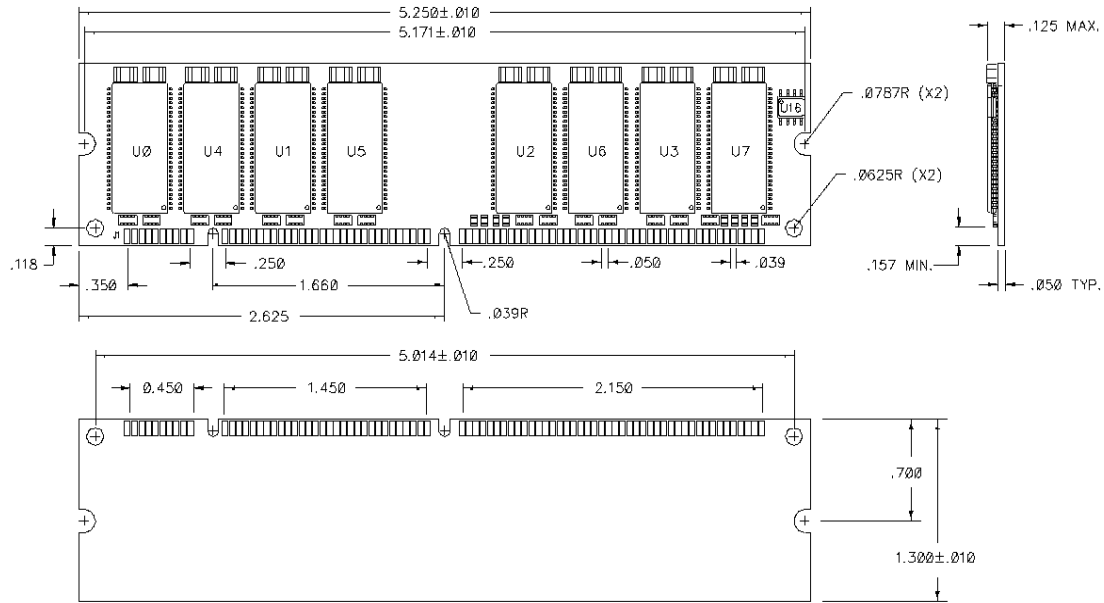 5.250±.010
5.171±.010
.125 MAX.
.0787R (X2)
U16
U0 U4 U1 U5 U2 U6 U3 U7
.0625R (X2)
J1
.118
.350
.250
.250
.050
.039
.157 MIN.
1.660
.050 TYP.
2.625
.039R
5.014±.010
0.450
1.450
2.150
.700
1.300±.010